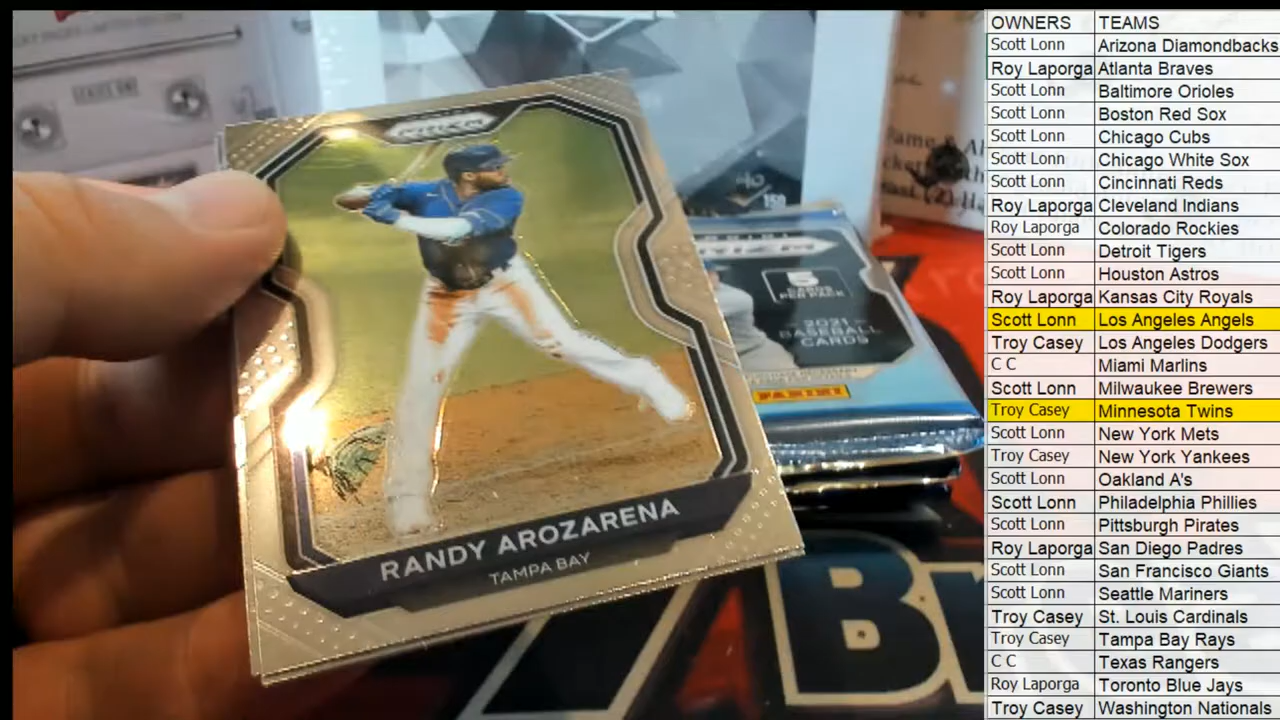 SEASON ONE
PRIZM
RANDY AROZARENA
TAMPA BAY
PRIZM
5
CARDS
PER PACK
2021
BASEBALL
CARDS
PANINI
150
OWNERS TEAMS
Scott Lonn Arizona Diamondbacks
Roy Laporga Atlanta Braves
Scott Lonn Baltimore Orioles
Scott Lonn Boston Red Sox
Scott Lonn Chicago Cubs
Scott Lonn Chicago White Sox
Scott Lonn Cincinnati Reds
Roy Laporga Cleveland Indians
Roy Laporga Colorado Rockies
Scott Lonn Detroit Tigers
Scott Lonn Houston Astros
Roy Laporga Kansas City Royals
Scott Lonn Los Angeles Angels
Troy Casey Los Angeles Dodgers
C C Miami Marlins
Scott Lonn Milwaukee Brewers
Troy Casey Minnesota Twins
Scott Lonn New York Mets
Troy Casey New York Yankees
Scott Lonn Oakland A's
Scott Lonn Philadelphia Phillies
Scott Lonn Pittsburgh Pirates
Roy Laporga San Diego Padres
Scott Lonn San Francisco Giants
Scott Lonn Seattle Mariners
Troy Casey St. Louis Cardinals
Troy Casey Tampa Bay Rays
C C Texas Rangers
Roy Laporga Toronto Blue Jays
Troy Casey Washington Nationals